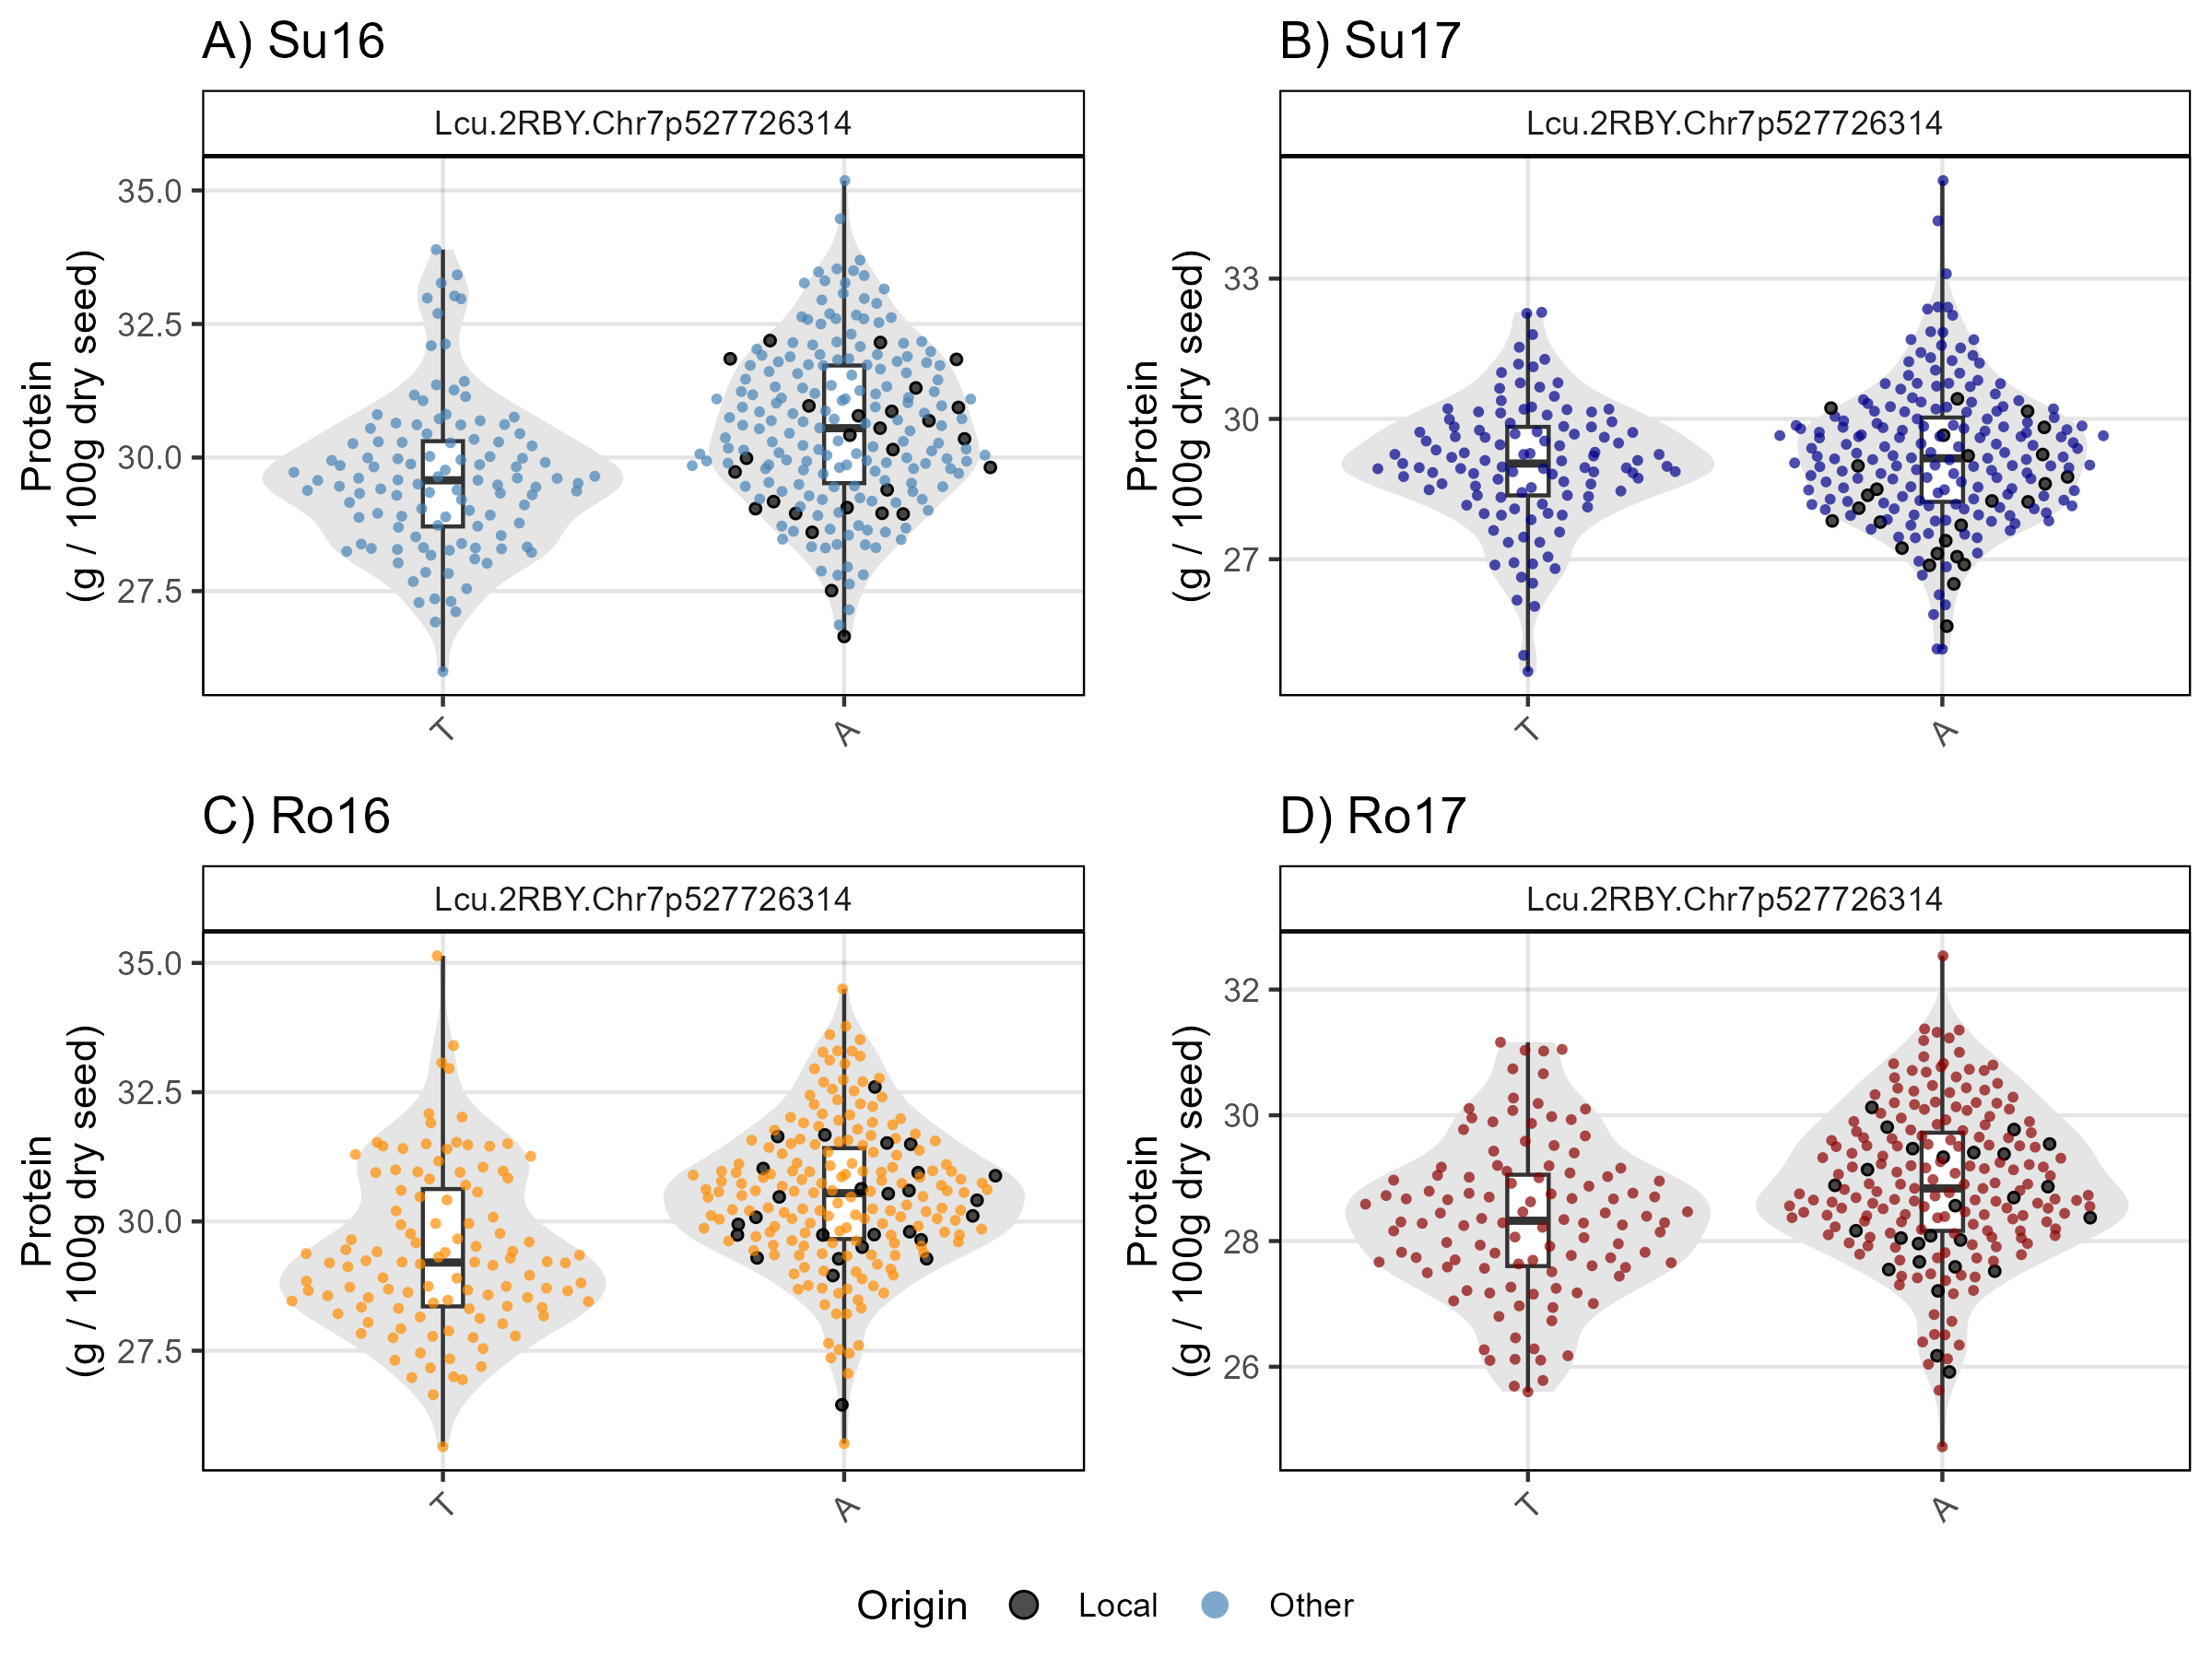 A) Su16
Lcu.2RBY.Chr7p527726314
Protein
(g / 100g dry seed)
35.0
32.5
30.0
27.5
T
A
B) Su17
Lcu.2RBY.Chr7p527726314
Protein
(g / 100g dry seed)
33
30
27
T
A
C) Ro16
Lcu.2RBY.Chr7p527726314
Protein
(g / 100g dry seed)
35.0
32.5
30.0
27.5
T
A
D) Ro17
Lcu.2RBY.Chr7p527726314
Protein
(g / 100g dry seed)
32
30
28
26
T
A
Origin Local Other